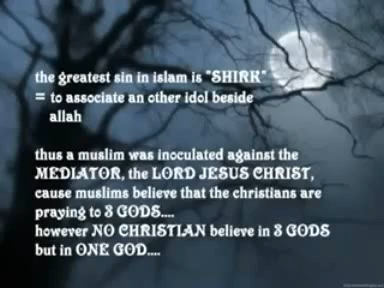 the greatest sin in islam is "SHIRK"
= to associate an other idol beside
allah
thus a muslim was inoculated against the
MEDIATOR, the LORD JESUS CHRIST,
cause muslims believe that the christians are
praying to 3 GODS....
however NO CHRISTIAN believe in 3 GODS
but in ONE GOD....